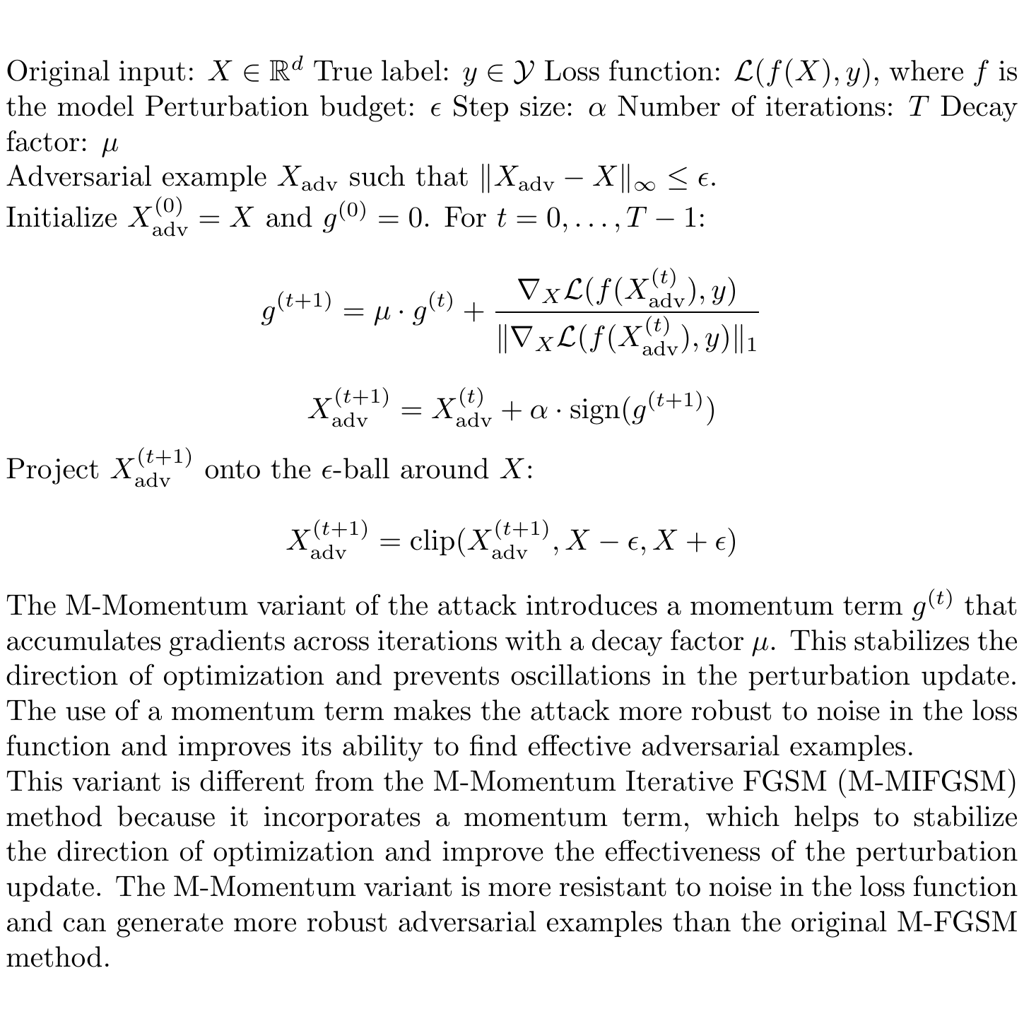 Original input: $X \in \mathbb{R}^d$ True label: $y \in \mathcal{Y}$ Loss function: $\mathcal{L}(f(X), y)$, where $f$ is
the model Perturbation budget: $\epsilon$ Step size: $\alpha$ Number of iterations: $T$ Decay
factor: $\mu$
Adversarial example $X_{\text{adv}}$ such that $\|X_{\text{adv}} - X\|_\infty \leq \epsilon$.
Initialize $X_{\text{adv}}^{(0)} = X$ and $g^{(0)} = 0$. For $t = 0, \ldots, T - 1$:
$g^{(t+1)} = \mu \cdot g^{(t)} + \frac{\nabla_X \mathcal{L}(f(X_{\text{adv}}^{(t)}), y)}{\|\nabla_X \mathcal{L}(f(X_{\text{adv}}^{(t)}), y)\|_1}$
$X_{\text{adv}}^{(t+1)} = X_{\text{adv}}^{(t)} + \alpha \cdot \text{sign}(g^{(t+1)})$
Project $X_{\text{adv}}^{(t+1)}$ onto the $\epsilon$-ball around $X$:
$X_{\text{adv}}^{(t+1)} = \text{clip}(X_{\text{adv}}^{(t+1)}, X - \epsilon, X + \epsilon)$
The M-Momentum variant of the attack introduces a momentum term $g^{(t)}$ that
accumulates gradients across iterations with a decay factor $\mu$. This stabilizes the
direction of optimization and prevents oscillations in the perturbation update.
The use of a momentum term makes the attack more robust to noise in the loss
function and improves its ability to find effective adversarial examples.
This variant is different from the M-Momentum Iterative FGSM (M-MIFGSM)
method because it incorporates a momentum term, which helps to stabilize
the direction of optimization and improve the effectiveness of the perturbation
update. The M-Momentum variant is more resistant to noise in the loss function
and can generate more robust adversarial examples than the original M-FGSM
method.